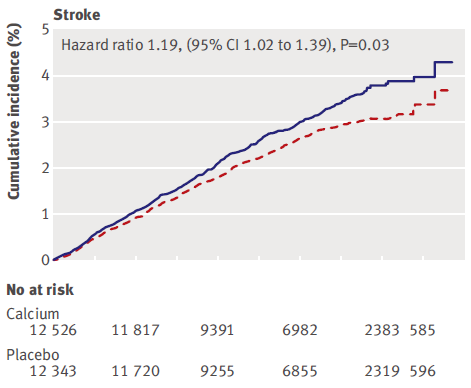 Stroke
Cumulative incidence (%)
5
Hazard ratio 1.19, (95% CI 1.02 to 1.39), P=0.03
4
3
2
1
0
No at risk
Calcium
12 526 11 817 9391 6982 2383 585
Placebo
12 343 11 720 9255 6855 2319 596